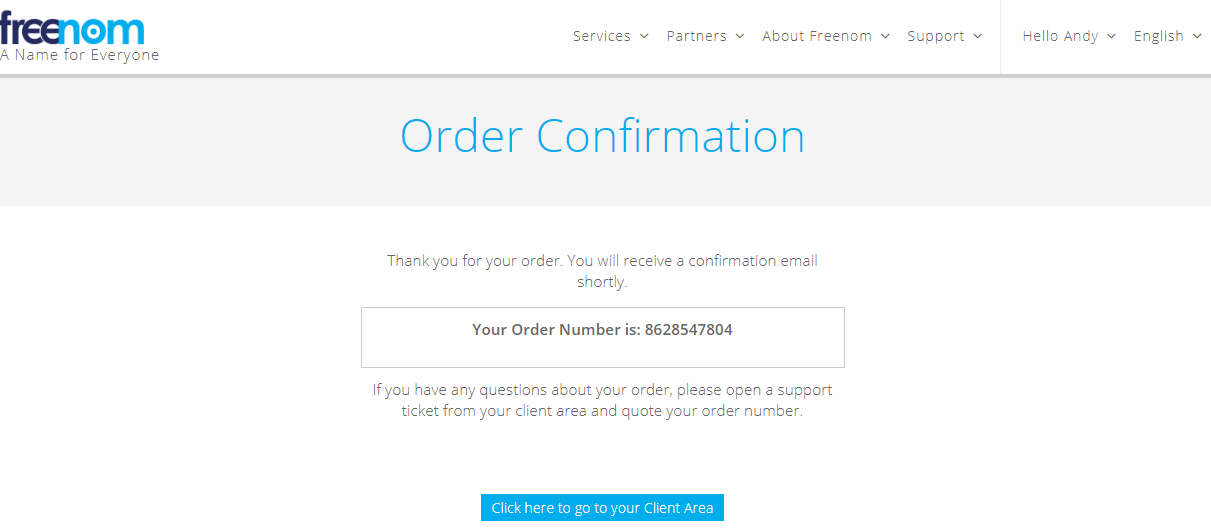 freenom
A Name for Everyone
Services Partners About Freenom Support Hello Andy English
Order Confirmation
Thank you for your order. You will receive a confirmation email
shortly.
Your Order Number is: 8628547804
If you have any questions about your order, please open a support
ticket from your client area and quote your order number.
Click here to go to your Client Area